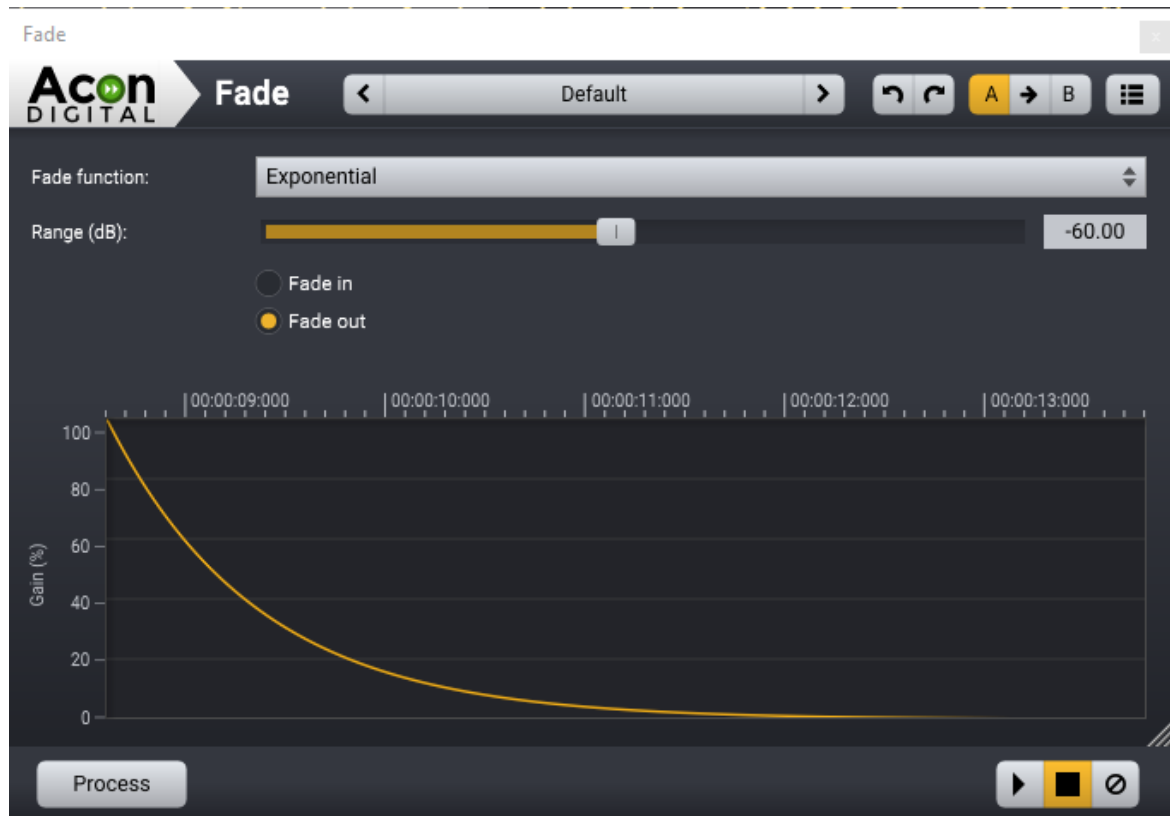 Fade
Acon DIGITAL Fade Default A B
Fade function: Exponential
Range (dB): -60.00
Fade in
Fade out
00:00:09:000 00:00:10:000 00:00:11:000 00:00:12:000 00:00:13:000
100
80
60
Gain (%)
40
20
0
Process